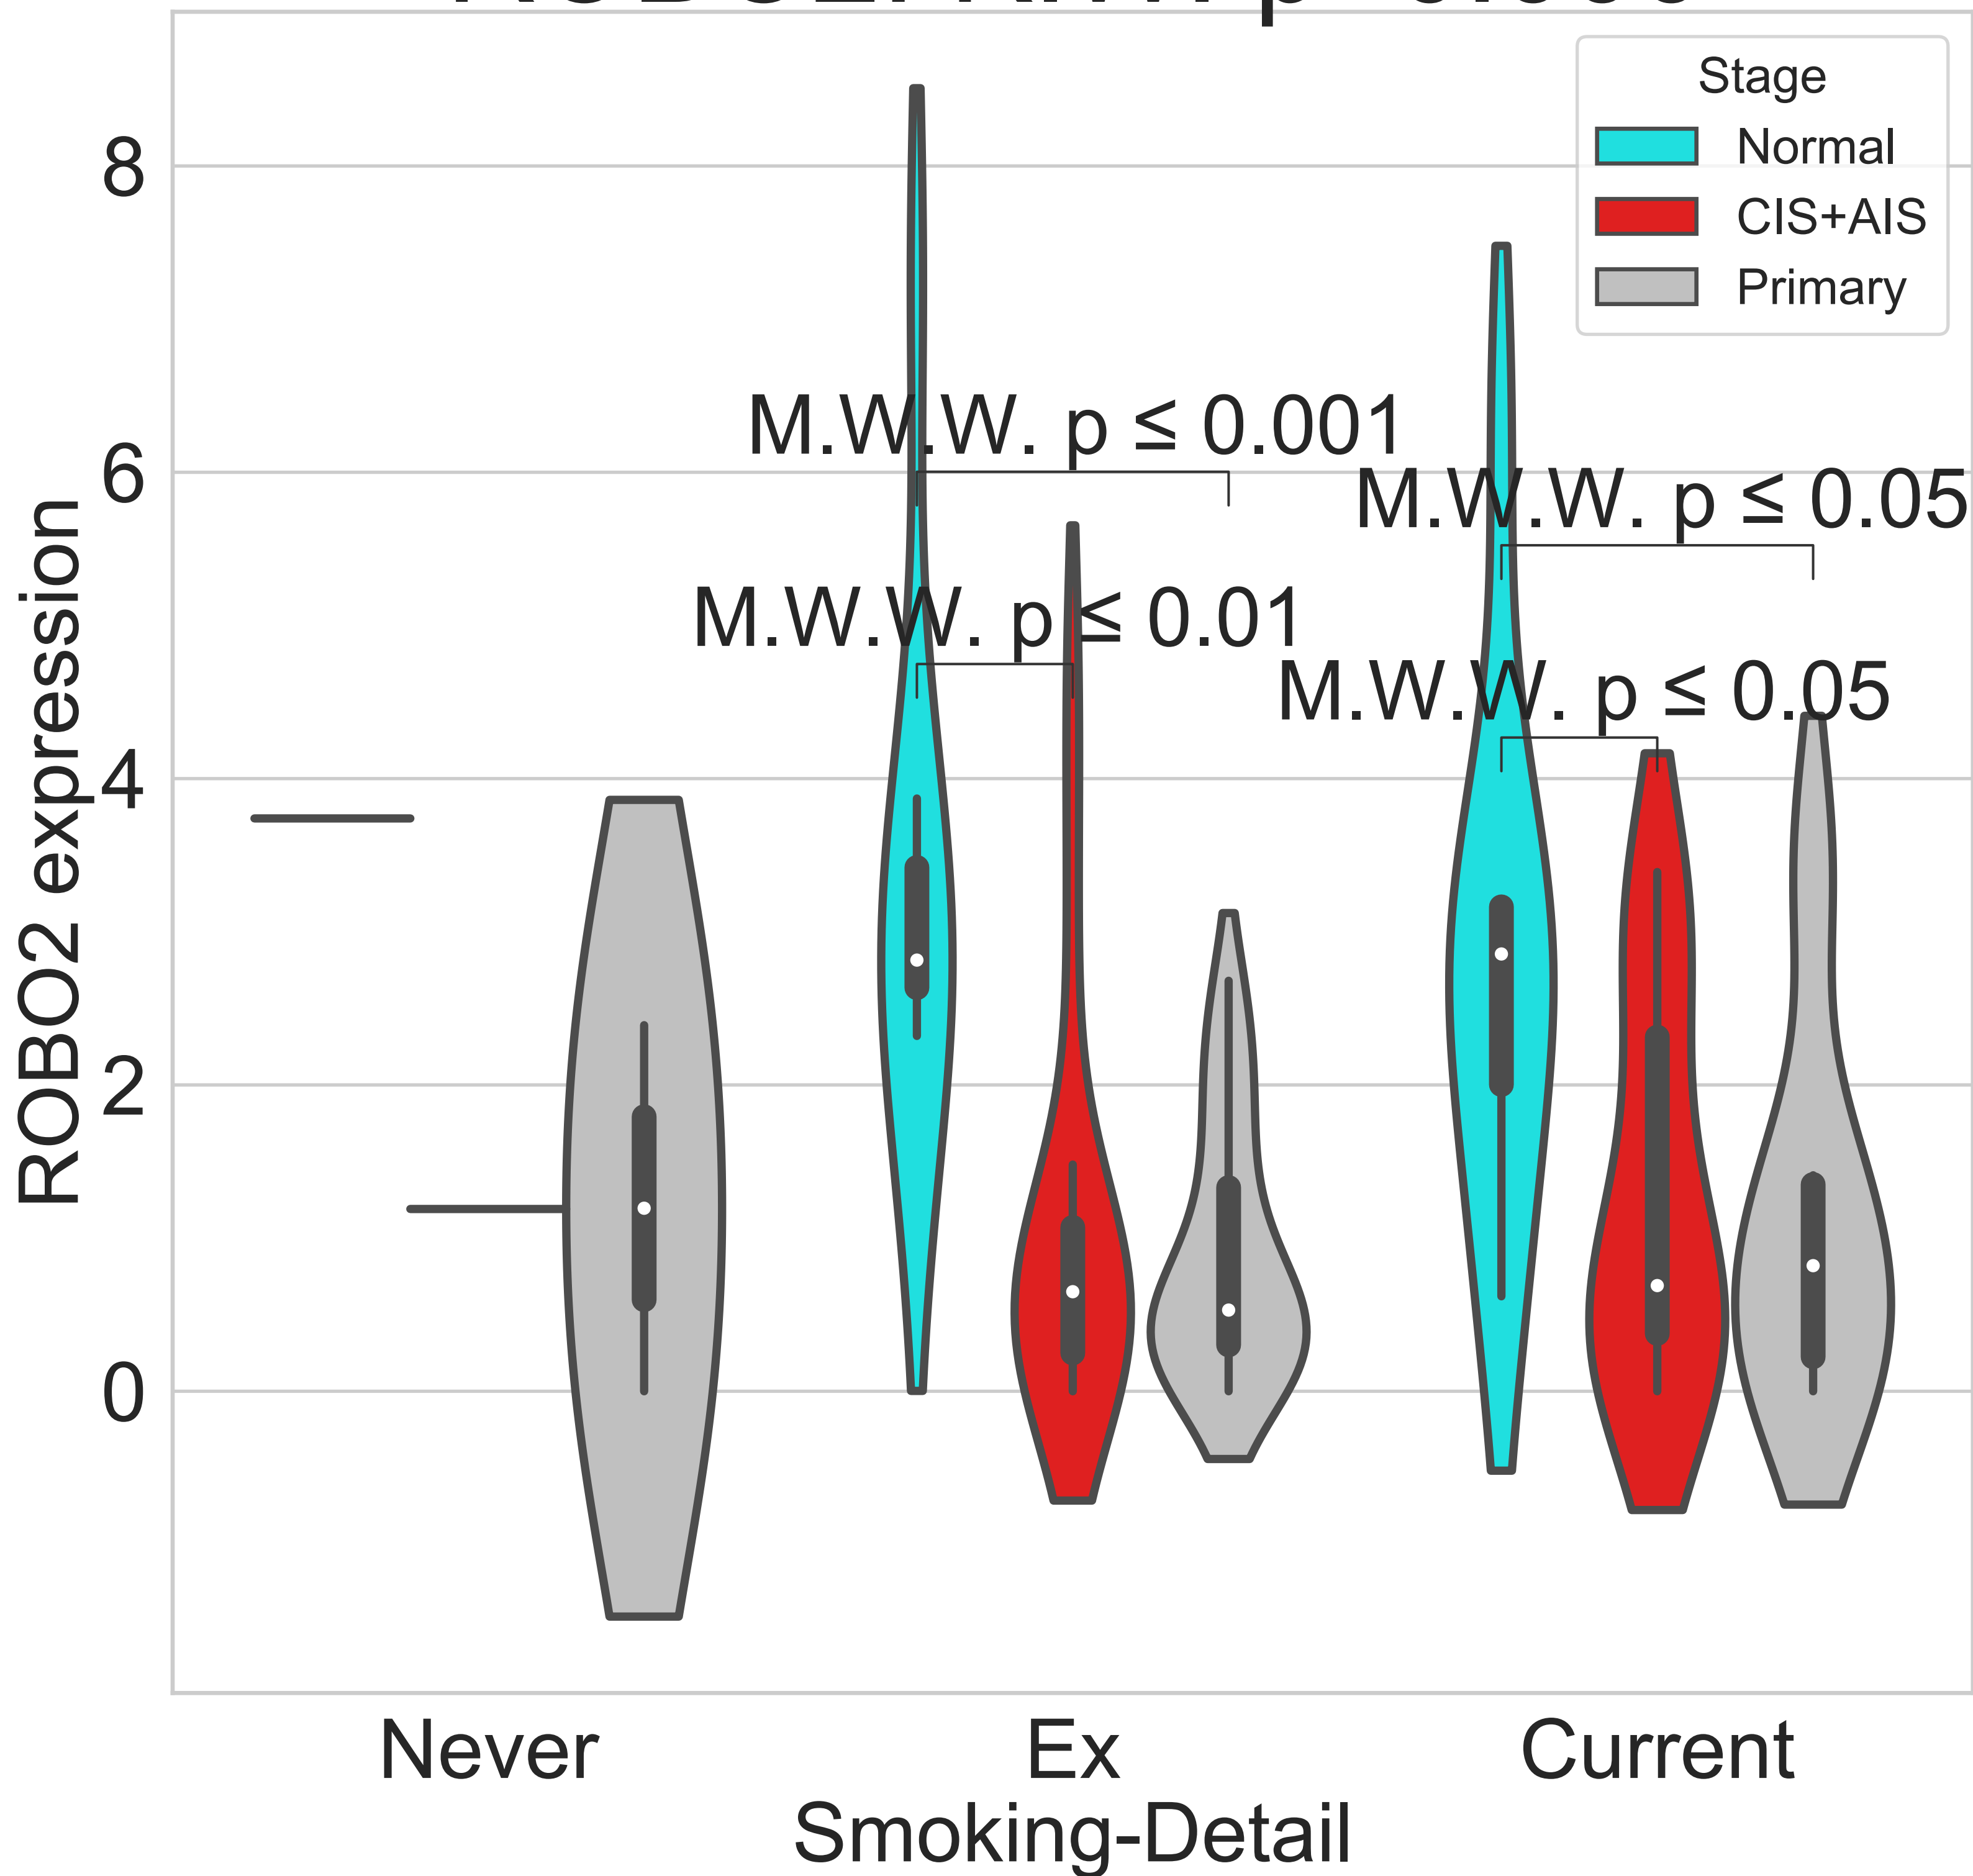 Stage
Normal
CIS+AIS
Primary
8
6
4
2
0
ROBO2 expression
M.W.W. p ≤ 0.001
M.W.W. p ≤ 0.05
M.W.W. p ≤ 0.01
M.W.W. p ≤ 0.05
Never
Ex
Current
Smoking-Detail